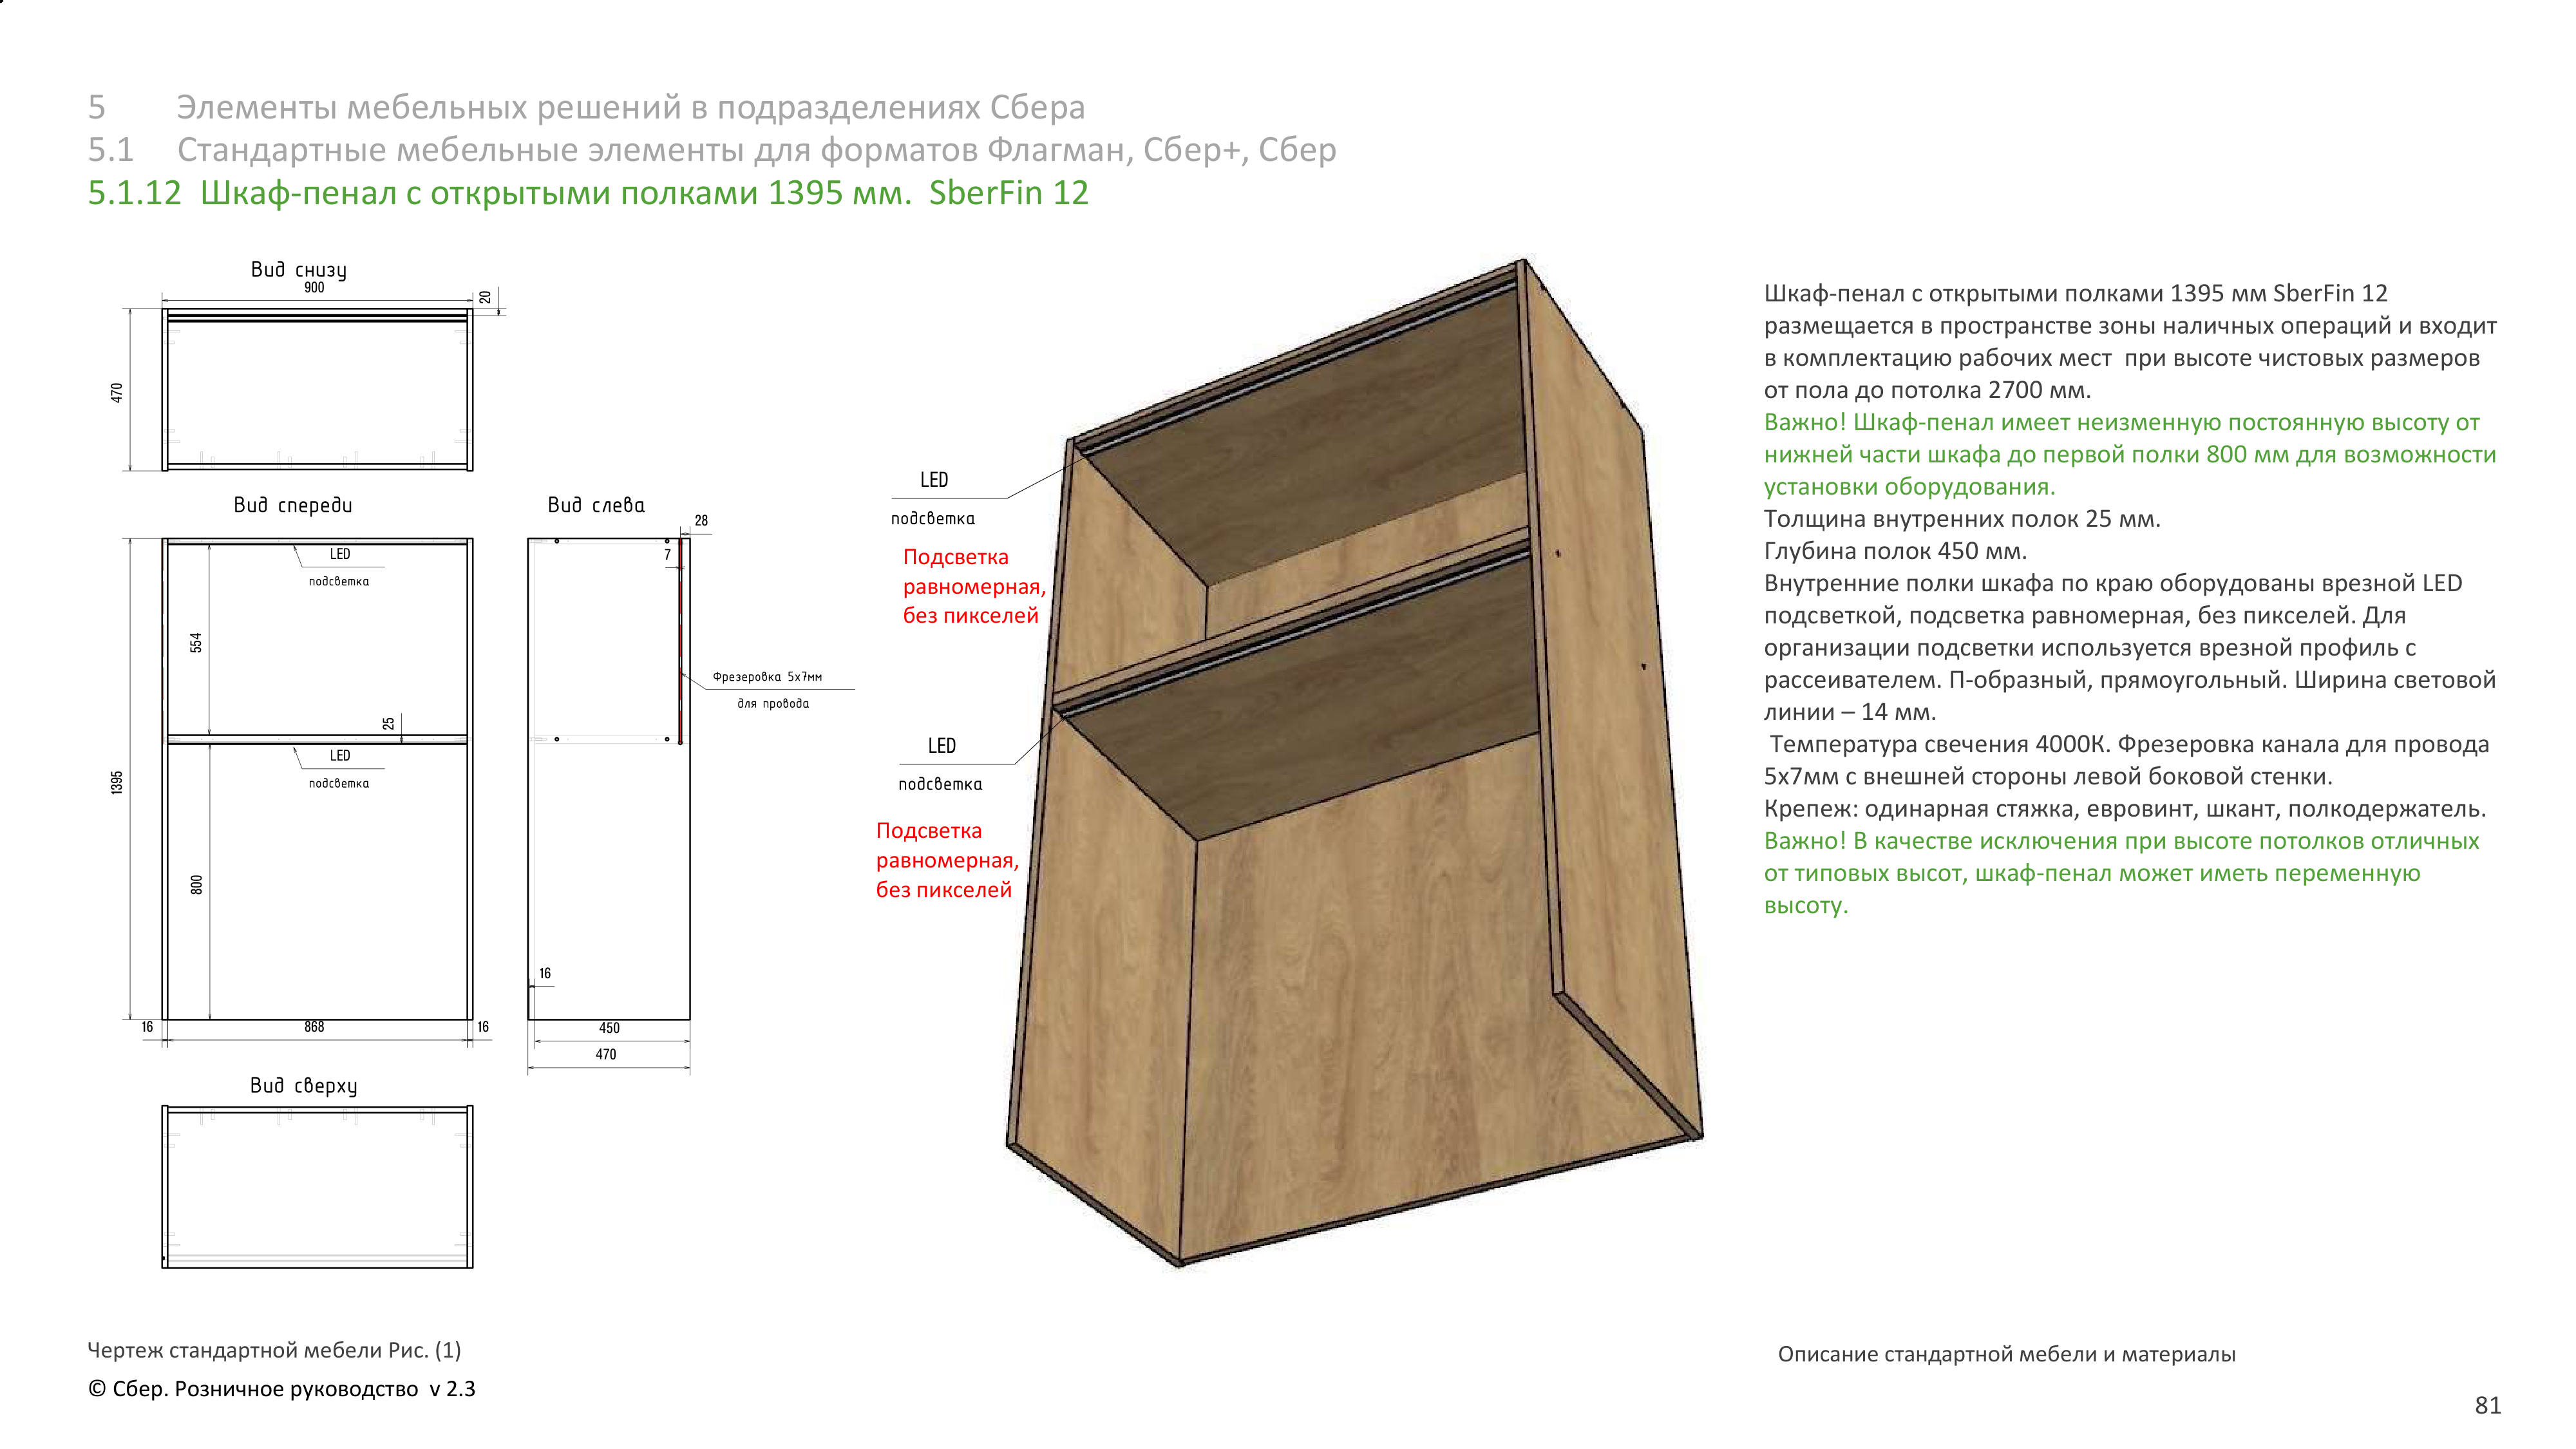 5 Элементы мебельных решений в подразделениях Сбера
5.1 Стандартные мебельные элементы для форматов Флагман, Сбер+, Сбер
5.1.12 Шкаф-пенал с открытыми полками 1395 мм. SberFin 12
Вид снизу
900
20
470
Вид спереди
LED
подсветка
554
25
LED
подсветка
1395
800
16
868
16
Вид слева
28
7
Фрезеровка 5х7мм
для провода
16
450
470
Вид сверху
LED
подсветка
Подсветка
равномерная,
без пикселей
LED
подсветка
Подсветка
равномерная,
без пикселей
Шкаф-пенал с открытыми полками 1395 мм SberFin 12
размещается в пространстве зоны наличных операций и входит
в комплектацию рабочих мест при высоте чистовых размеров
от пола до потолка 2700 мм.
Важно! Шкаф-пенал имеет неизменную постоянную высоту от
нижней части шкафа до первой полки 800 мм для возможности
установки оборудования.
Толщина внутренних полок 25 мм.
Глубина полок 450 мм.
Внутренние полки шкафа по краю оборудованы врезной LED
подсветкой, подсветка равномерная, без пикселей. Для
организации подсветки используется врезной профиль с
рассеивателем. П-образный, прямоугольный. Ширина световой
линии – 14 мм.
Температура свечения 4000К. Фрезеровка канала для провода
5х7мм с внешней стороны левой боковой стенки.
Крепеж: одинарная стяжка, евровинт, шкант, полкодержатель.
Важно! В качестве исключения при высоте потолков отличных
от типовых высот, шкаф-пенал может иметь переменную
высоту.
Чертеж стандартной мебели Рис. (1)
Описание стандартной мебели и материалы
© Сбер. Розничное руководство v 2.3
81